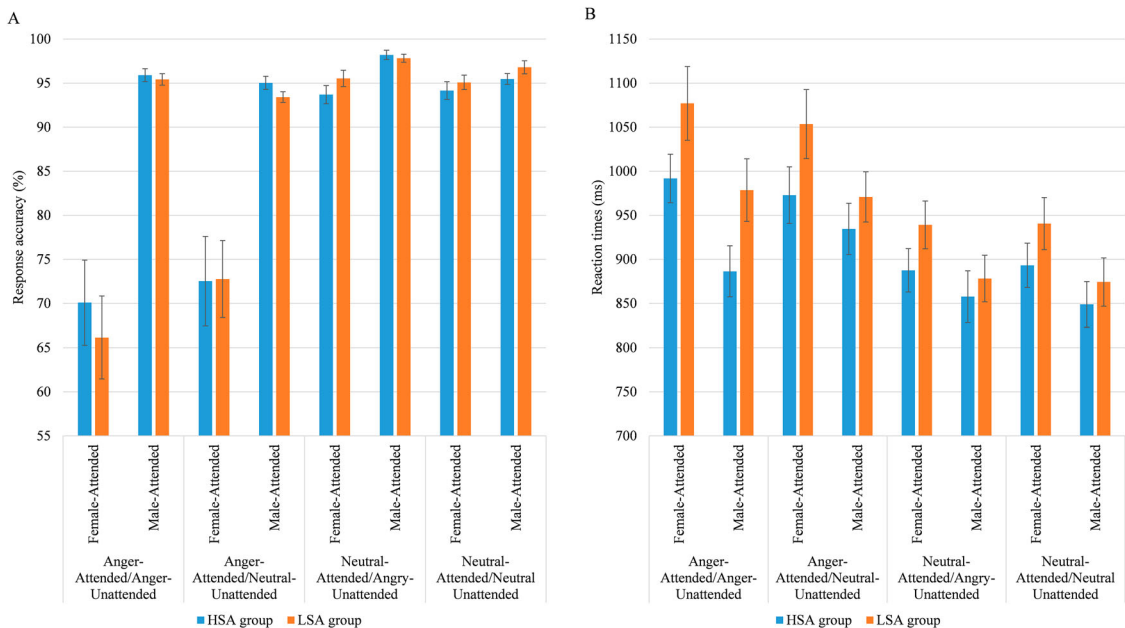 A
Response accuracy (%)
100
95
90
85
80
75
70
65
60
55
Female-Attended
Male-Attended
Female-Attended
Male-Attended
Female-Attended
Male-Attended
Female-Attended
Male-Attended
Anger-
Attended/Anger-
Unattended
Anger-
Attended/Neutral-
Unattended
Neutral-
Attended/Angry-
Unattended
Neutral-
Attended/Neutral
Unattended
HSA group
LSA group
B
Reaction times (ms)
1150
1100
1050
1000
950
900
850
800
750
700
Female-Attended
Male-Attended
Female-Attended
Male-Attended
Female-Attended
Male-Attended
Female-Attended
Male-Attended
Anger-
Attended/Anger-
Unattended
Anger-
Attended/Neutral-
Unattended
Neutral-
Attended/Angry-
Unattended
Neutral-
Attended/Neutral
Unattended
HSA group
LSA group